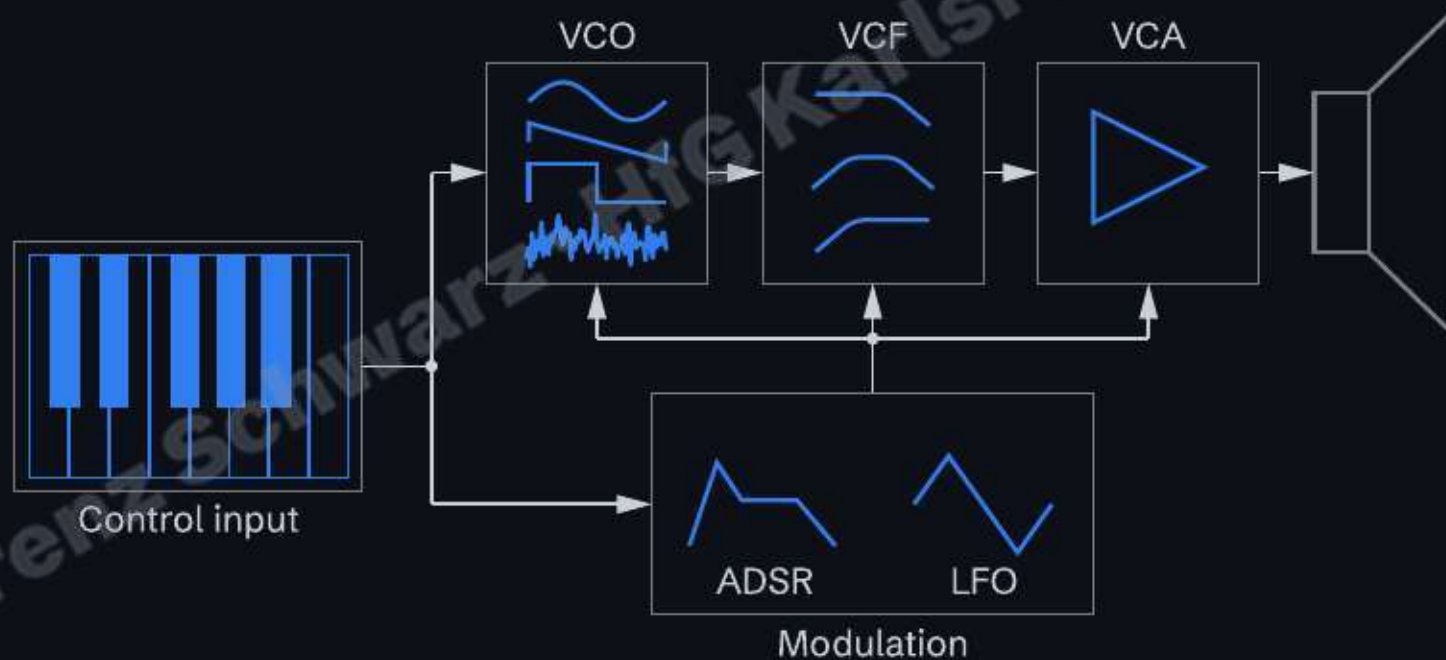 VCO
VCF
VCA
Control input
ADSR
LFO
Modulation
Schwarz HfG